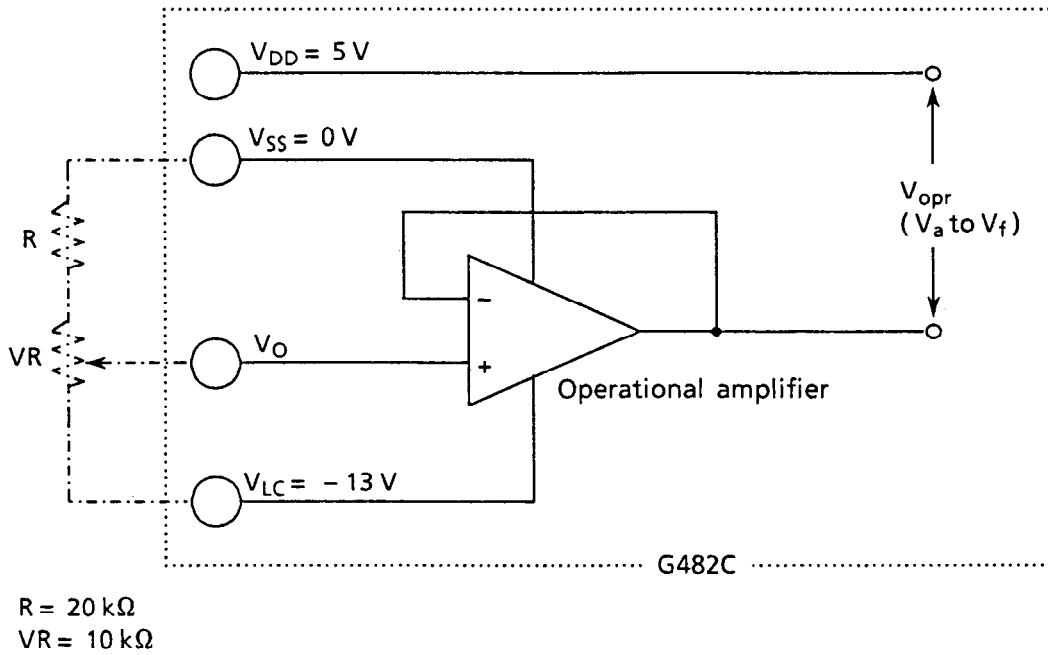 V_DD = 5 V
V_SS = 0 V
R
V_opr
(V_a to V_f)
-
VR
V_O
+
Operational amplifier
V_LC = - 13 V
G482C
R = 20 kΩ
VR = 10 kΩ